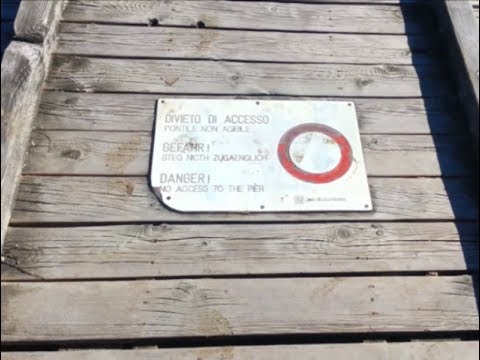 DIVIETO DI ACCESSO
PONTILE NON AGIBILE
GEFAHR!
STEG NICTH ZUGAENGLICH
DANGER!
NO ACCESS TO THE PIER